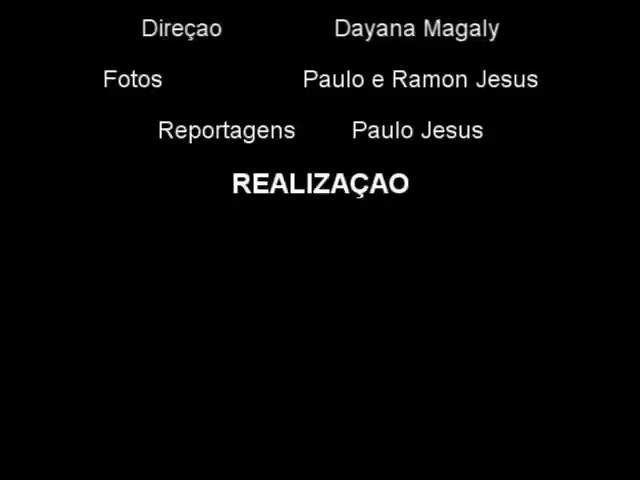 Direçao Dayana Magaly
Fotos Paulo e Ramon Jesus
Reportagens Paulo Jesus
REALIZAÇAO